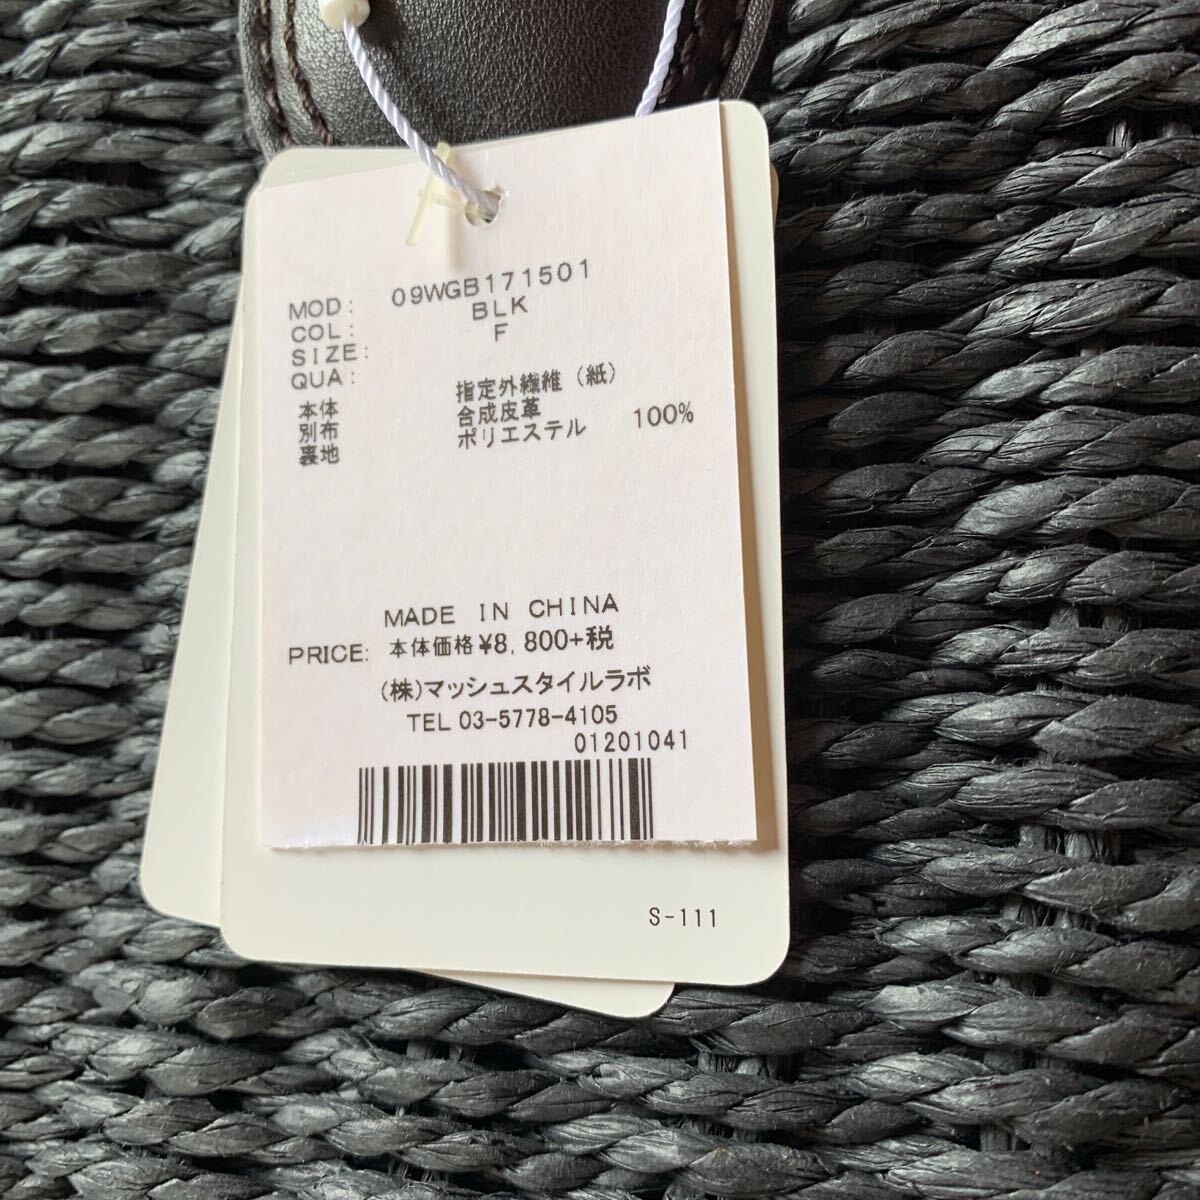 MOD: 09WGB171501
COL: BLK
SIZE: F
QUA:
本体 指定外繊維（紙）
別布 合成皮革
裏地 ポリエステル 100%
MADE IN CHINA
PRICE: 本体価格¥8,800+税
(株)マッシュスタイルラボ
TEL 03-5778-4105
01201041
S-111